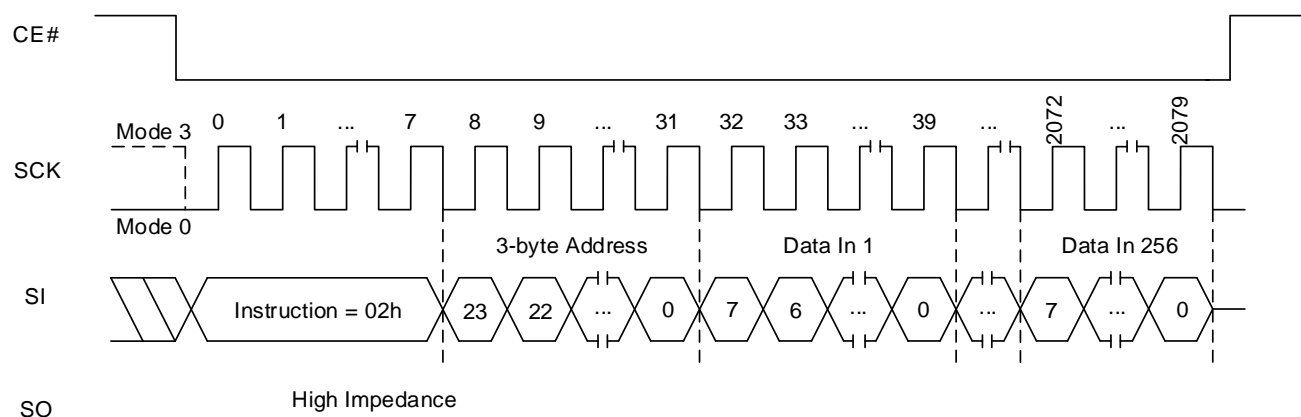 CE#
Mode 3 0 1 ... 7 8 9 ... 31 32 33 ... 39 ... 2072 ... 2079
SCK
Mode 0
3-byte Address Data In 1 Data In 256
SI Instruction = 02h 23 22 ... 0 7 6 ... 0 ... 7 ... 0
High Impedance
SO